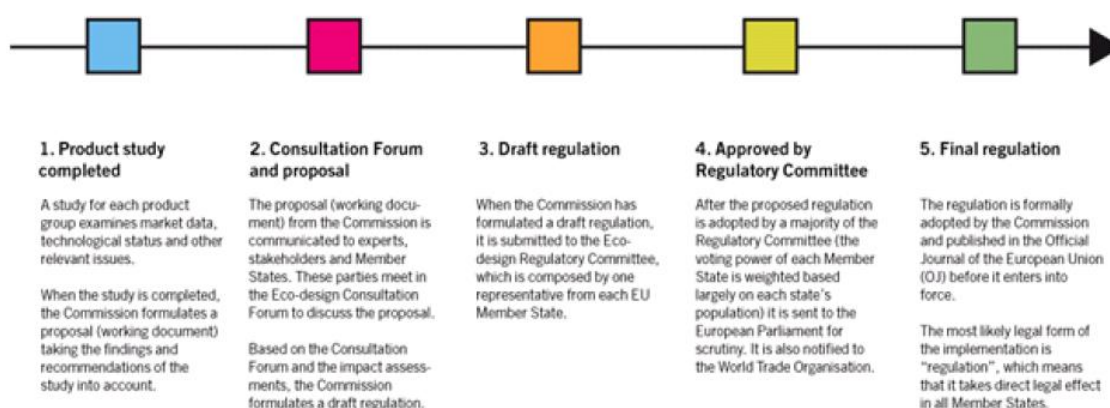 1. Product study
completed
A study for each product
group examines market data,
technological status and other
relevant issues.
When the study is completed,
the Commission formulates a
proposal (working document)
taking the findings and
recommendations of the
study into account.
2. Consultation Forum
and proposal
The proposal (working docu-
ment) from the Commission is
communicated to experts,
stakeholders and Member
States. These parties meet in
the Eco-design Consultation
Forum to discuss the proposal.
Based on the Consultation
Forum and the impact assess-
ments, the Commission
formulates a draft regulation.
3. Draft regulation
When the Commission has
formulated a draft regulation,
it is submitted to the Eco-
design Regulatory Committee,
which is composed by one
representative from each EU
Member State.
4. Approved by
Regulatory Committee
After the proposed regulation
is adopted by a majority of the
Regulatory Committee (the
voting power of each Member
State is weighted based
largely on each state's
population) it is sent to the
European Parliament for
scrutiny. It is also notified to
the World Trade Organisation.
5. Final regulation
The regulation is formally
adopted by the Commission
and published in the Official
Journal of the European Union
(OJ) before it enters into
force.
The most likely legal form of
the implementation is
"regulation", which means
that it takes direct legal effect
in all Member States.